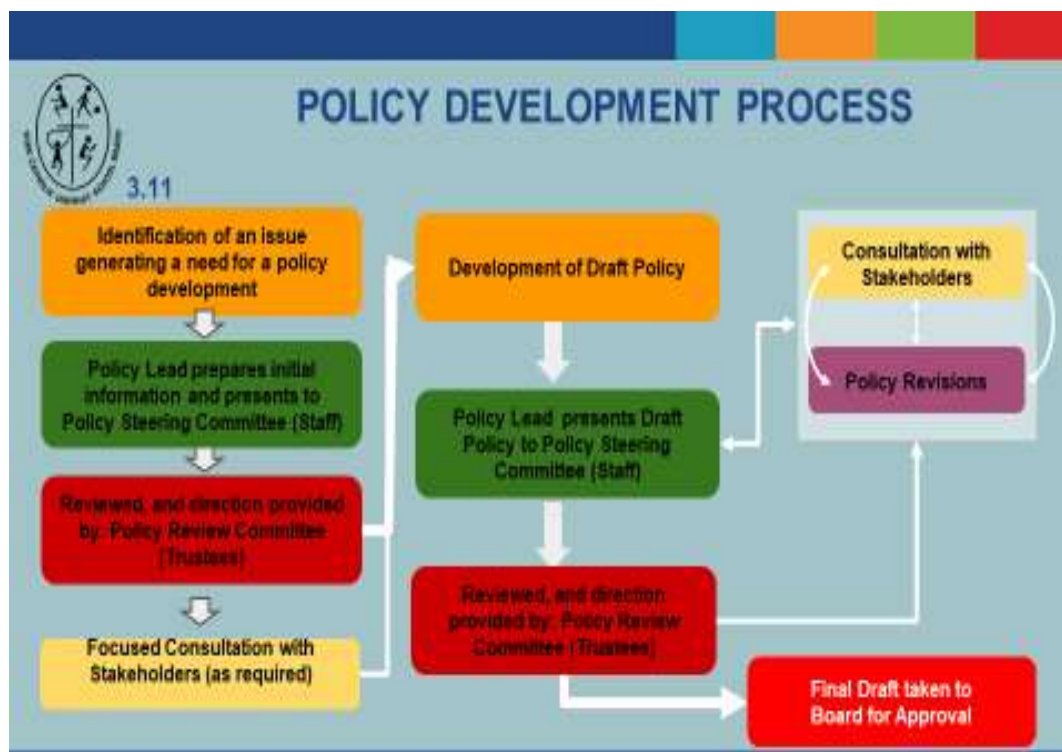 POLICY DEVELOPMENT PROCESS
3.11
Identification of an issue
generating a need for a policy
development
Policy Lead prepares initial
information and presents to
Policy Steering Committee (Staff)
Reviewed, and direction provided
by: Policy Review Committee
(Trustees)
Focused Consultation with
Stakeholders (as required)
Development of Draft Policy
Policy Lead presents Draft
Policy to Policy Steering
Committee (Staff)
Reviewed, and direction
provided by: Policy Review
Committee (Trustees)
Consultation with
Stakeholders
Policy Revisions
Final Draft taken to
Board for Approval